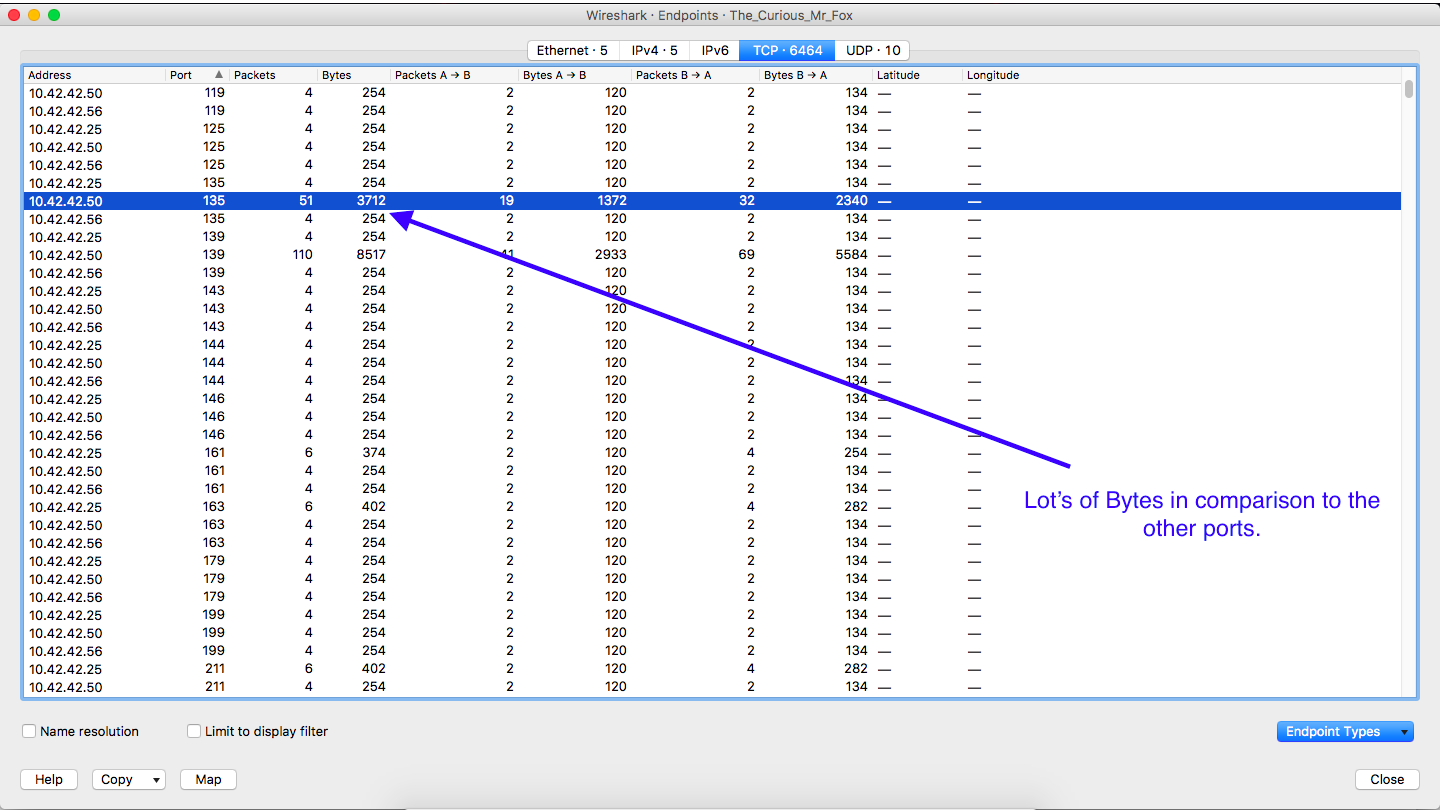 Wireshark · Endpoints · The_Curious_Mr_Fox
Ethernet · 5 IPv4 · 5 IPv6 TCP · 6464 UDP · 10
Address Port Packets Bytes Packets A → B Bytes A → B Packets B → A Bytes B → A Latitude Longitude
10.42.42.50 119 4 254 2 120 2 134 — —
10.42.42.56 119 4 254 2 120 2 134 — —
10.42.42.25 125 4 254 2 120 2 134 — —
10.42.42.50 125 4 254 2 120 2 134 — —
10.42.42.56 125 4 254 2 120 2 134 — —
10.42.42.25 135 4 254 2 120 2 134 — —
10.42.42.50 135 51 3712 19 1372 32 2340 — —
10.42.42.56 135 4 254 2 120 2 134 — —
10.42.42.25 139 4 254 2 120 2 134 — —
10.42.42.50 139 110 8517 41 2933 69 5584 — —
10.42.42.56 139 4 254 2 120 2 134 — —
10.42.42.25 143 4 254 2 120 2 134 — —
10.42.42.50 143 4 254 2 120 2 134 — —
10.42.42.56 143 4 254 2 120 2 134 — —
10.42.42.25 144 4 254 2 120 2 134 — —
10.42.42.50 144 4 254 2 120 2 134 — —
10.42.42.56 144 4 254 2 120 2 134 — —
10.42.42.25 146 4 254 2 120 2 134 — —
10.42.42.50 146 4 254 2 120 2 134 — —
10.42.42.56 146 4 254 2 120 2 134 — —
10.42.42.25 161 6 374 2 120 4 254 — —
10.42.42.50 161 4 254 2 120 2 134 — —
10.42.42.56 161 4 254 2 120 2 134 — —
10.42.42.25 163 6 402 2 120 4 282 — —
10.42.42.50 163 4 254 2 120 2 134 — —
10.42.42.56 163 4 254 2 120 2 134 — —
10.42.42.25 179 4 254 2 120 2 134 — —
10.42.42.50 179 4 254 2 120 2 134 — —
10.42.42.56 179 4 254 2 120 2 134 — —
10.42.42.25 199 4 254 2 120 2 134 — —
10.42.42.50 199 4 254 2 120 2 134 — —
10.42.42.56 199 4 254 2 120 2 134 — —
10.42.42.25 211 6 402 2 120 4 282 — —
10.42.42.50 211 4 254 2 120 2 134 — —
Lot's of Bytes in comparison to the
other ports.
Name resolution Limit to display filter Endpoint Types
Help Copy Map Close